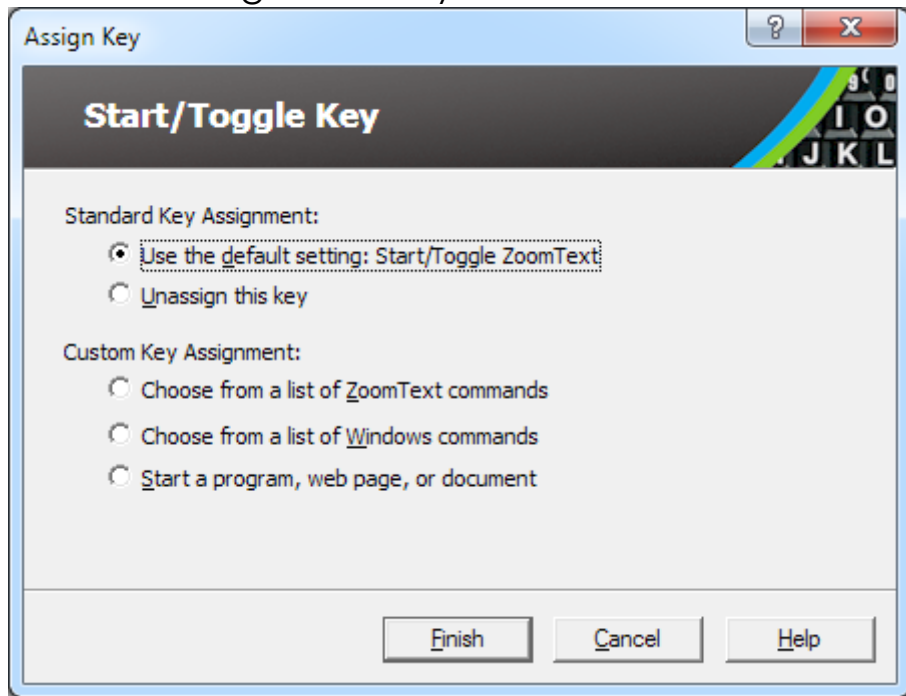 Assign Key
Start/Toggle Key
9 ( 0
I O
J K L
Standard Key Assignment:
Use the default setting: Start/Toggle ZoomText
Unassign this key
Custom Key Assignment:
Choose from a list of ZoomText commands
Choose from a list of Windows commands
Start a program, web page, or document
Finish Cancel Help